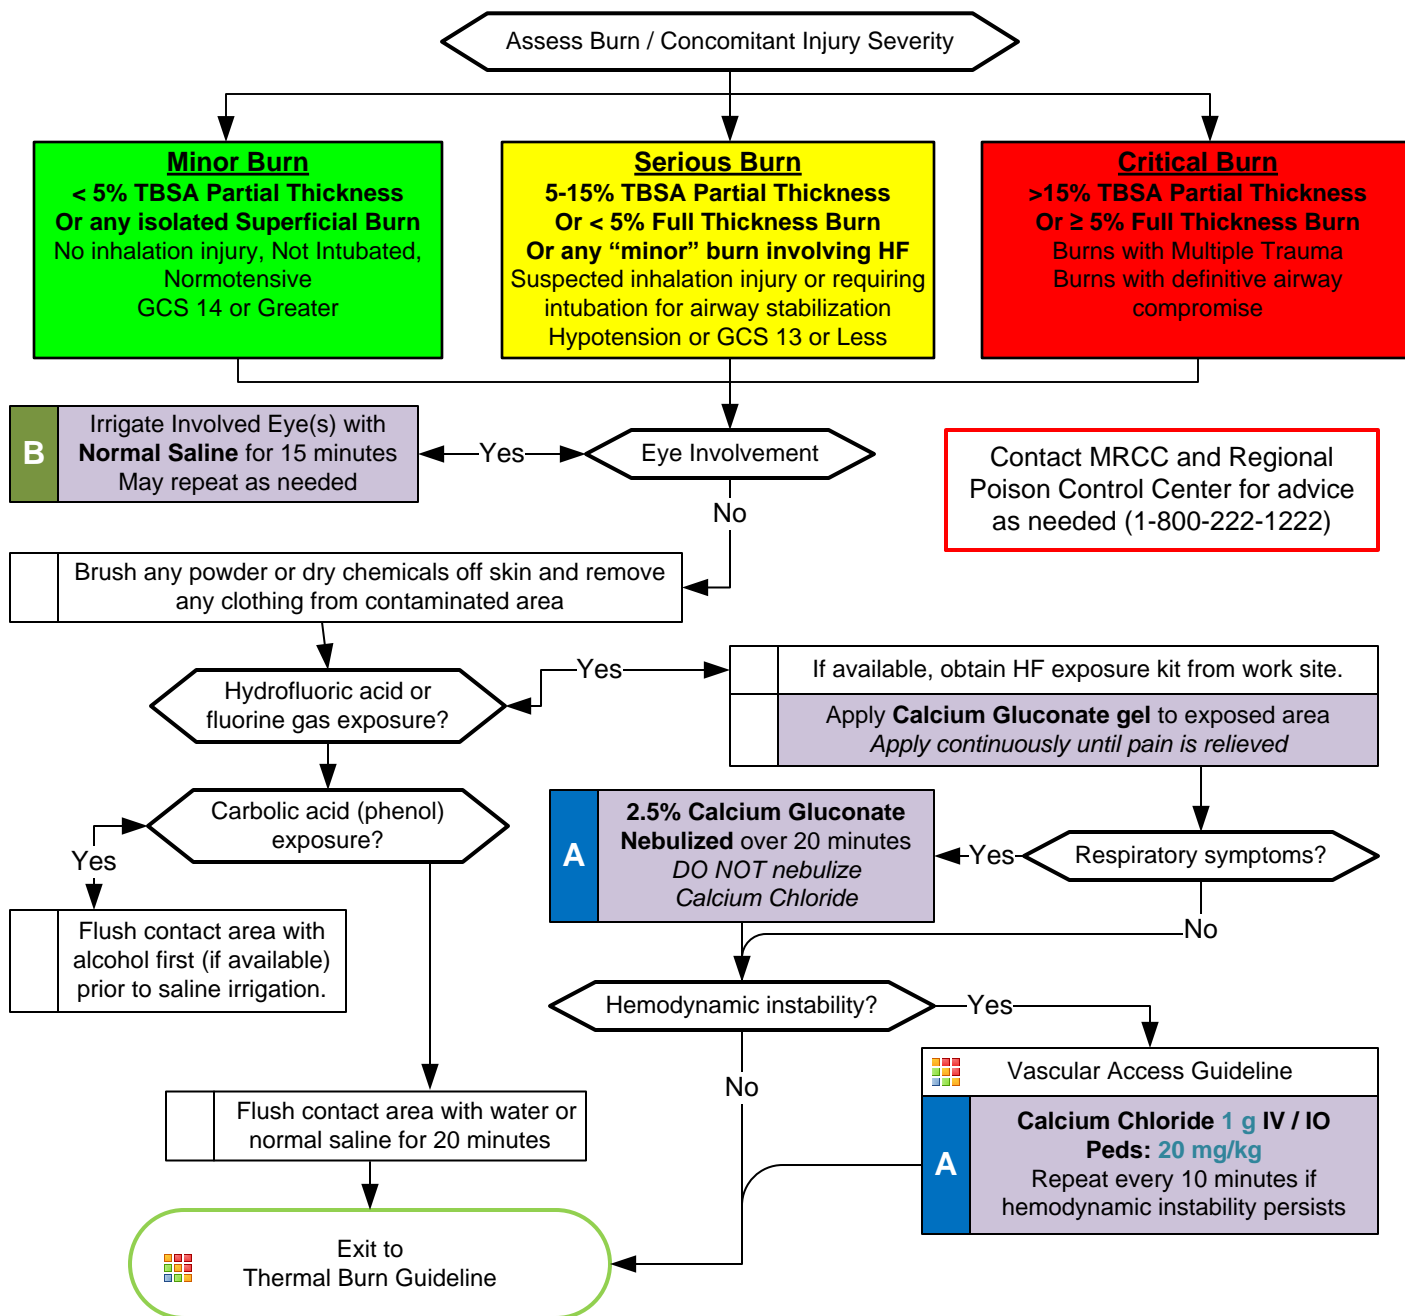 Assess Burn / Concomitant Injury Severity
Minor Burn
< 5% TBSA Partial Thickness
Or any isolated Superficial Burn
No inhalation injury, Not Intubated,
Normotensive
GCS 14 or Greater
Serious Burn
5-15% TBSA Partial Thickness
Or < 5% Full Thickness Burn
Or any “minor” burn involving HF
Suspected inhalation injury or requiring
intubation for airway stabilization
Hypotension or GCS 13 or Less
Critical Burn
>15% TBSA Partial Thickness
Or ≥ 5% Full Thickness Burn
Burns with Multiple Trauma
Burns with definitive airway
compromise
B
Irrigate Involved Eye(s) with
Normal Saline for 15 minutes
May repeat as needed
Yes
Eye Involvement
No
Contact MRCC and Regional
Poison Control Center for advice
as needed (1-800-222-1222)
Brush any powder or dry chemicals off skin and remove
any clothing from contaminated area
Hydrofluoric acid or
fluorine gas exposure?
Yes
If available, obtain HF exposure kit from work site.
Apply Calcium Gluconate gel to exposed area
Apply continuously until pain is relieved
Carbolic acid (phenol)
exposure?
Yes
Flush contact area with
alcohol first (if available)
prior to saline irrigation.
A
2.5% Calcium Gluconate
Nebulized over 20 minutes
DO NOT nebulize
Calcium Chloride
Yes
Respiratory symptoms?
No
Hemodynamic instability?
Yes
No
Vascular Access Guideline
A
Calcium Chloride 1 g IV / IO
Peds: 20 mg/kg
Repeat every 10 minutes if
hemodynamic instability persists
Flush contact area with water or
normal saline for 20 minutes
Exit to
Thermal Burn Guideline